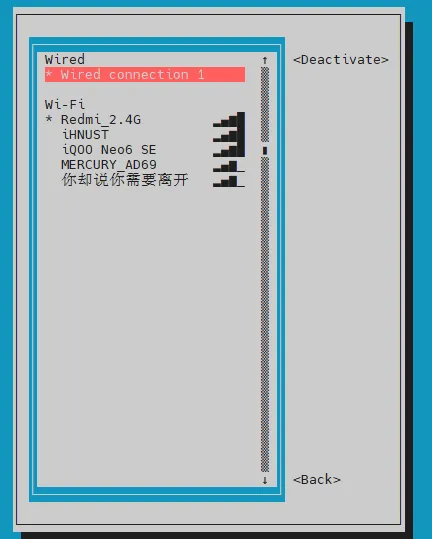 Wired
* Wired connection 1
Wi-Fi
* Redmi_2.4G
iHNUST
iQOO Neo6 SE
MERCURY_AD69
你却说你需要离开
<Deactivate>
<Back>